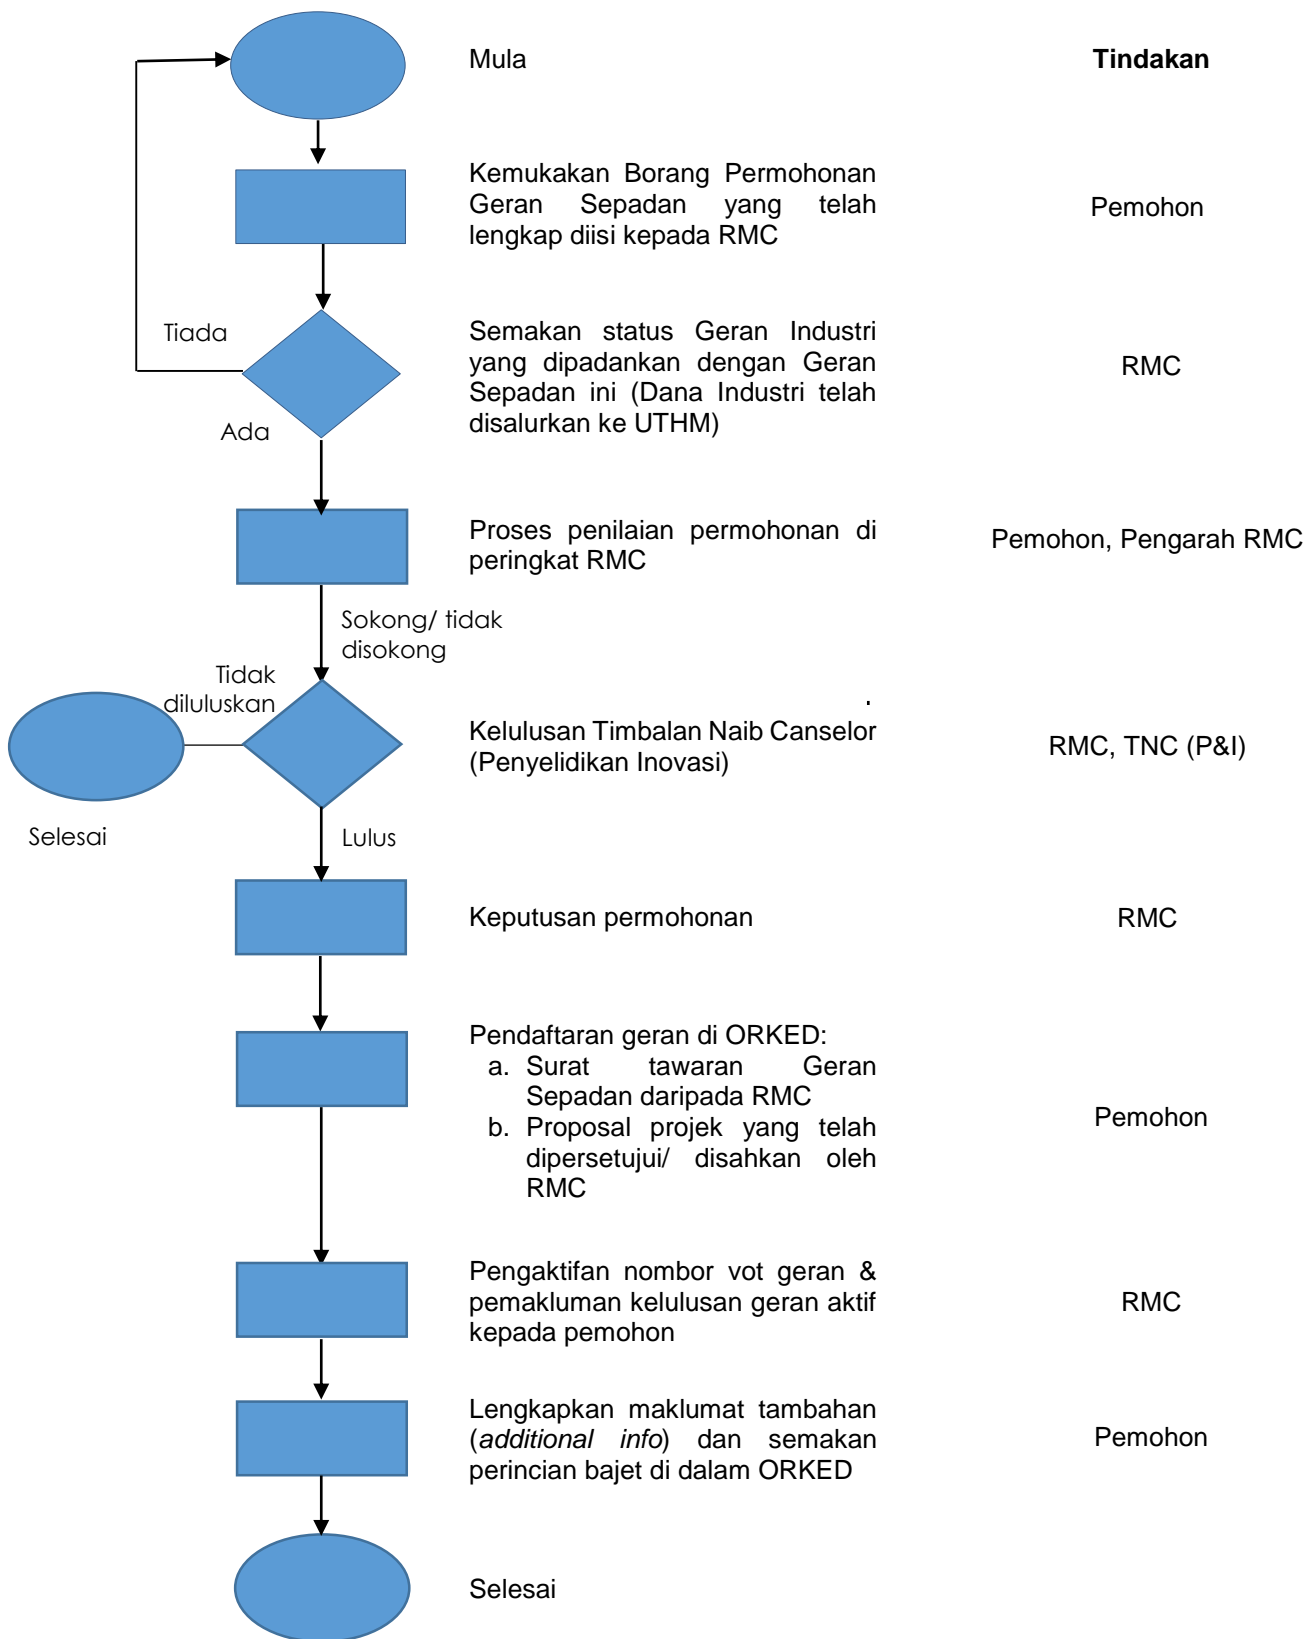 Mula
Tindakan
Kemukakan Borang Permohonan
Geran Sepadan yang telah
lengkap diisi kepada RMC
Pemohon
Tiada
Ada
Semakan status Geran Industri
yang dipadankan dengan Geran
Sepadan ini (Dana Industri telah
disalurkan ke UTHM)
RMC
Proses penilaian permohonan di
peringkat RMC
Pemohon, Pengarah RMC
Sokong/ tidak
disokong
Tidak
diluluskan
.
Kelulusan Timbalan Naib Canselor
(Penyelidikan Inovasi)
RMC, TNC (P&I)
Selesai
Lulus
Keputusan permohonan
RMC
Pendaftaran geran di ORKED:
a. Surat tawaran Geran
Sepadan daripada RMC
b. Proposal projek yang telah
dipersetujui/ disahkan oleh
RMC
Pemohon
Pengaktifan nombor vot geran &
pemakluman kelulusan geran aktif
kepada pemohon
RMC
Lengkapkan maklumat tambahan
(additional info) dan semakan
perincian bajet di dalam ORKED
Pemohon
Selesai